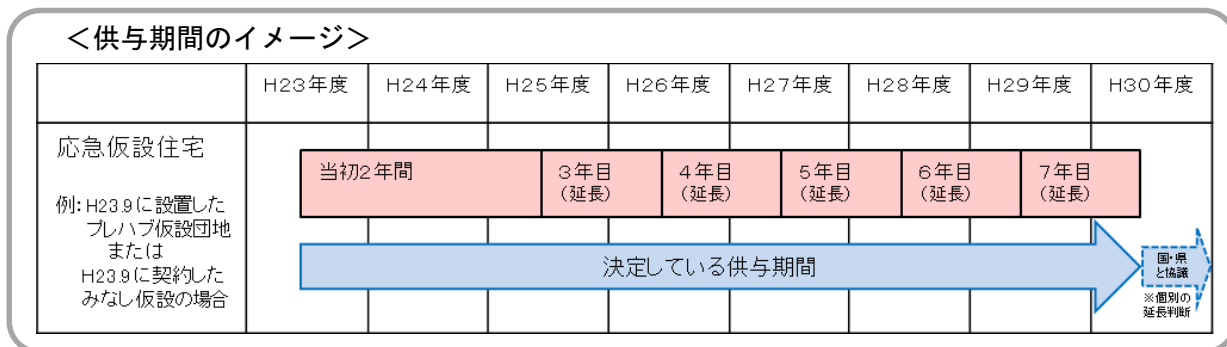 ＜供与期間のイメージ＞
H23年度 H24年度 H25年度 H26年度 H27年度 H28年度 H29年度 H30年度
応急仮設住宅
例：H23.9に設置した
プレハブ仮設団地
または
H23.9に契約した
みなし仮設の場合
当初2年間
3年目
(延長)
4年目
(延長)
5年目
(延長)
6年目
(延長)
7年目
(延長)
決定している供与期間
国・県
と協議
※個別の
延長判断